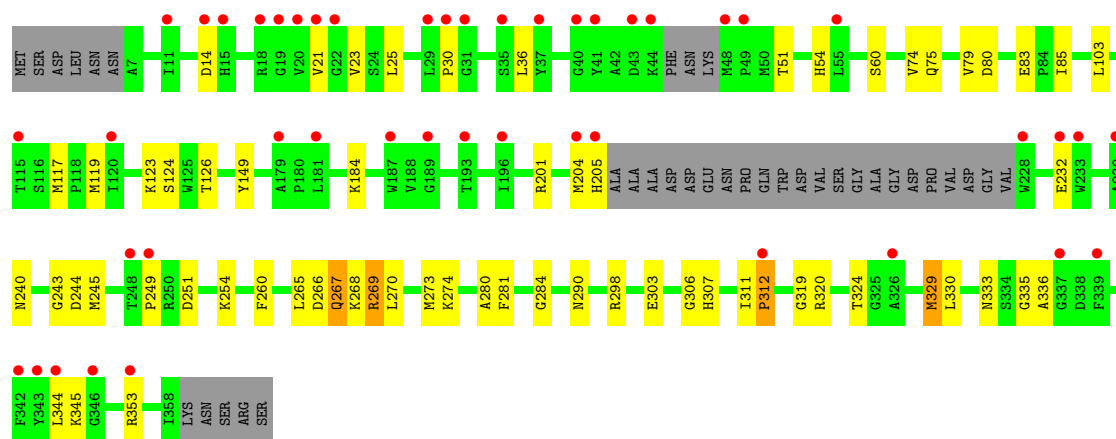 MET SER ASP LEU ASN ASN A7 I11 D14 H15 R18 G19 V20 V21 G22 V23 S24 L25 L29 P30 G31 S35 L36 Y37 G40 Y41 A42 D43 K44 PHE ASN LYS M48 P49 M50 T51 H54 L55 S60 V74 Q75 V79 D80 E83 P84 I85 L103
T115 S116 M117 P118 M119 I120 K123 S124 W125 T126 Y149 A179 P180 L181 K184 W187 V188 G189 T193 I196 R201 M204 H205 ALA ALA ALA ASP ASP GLU ASN PRO GLN TRP ASP VAL SER GLY ALA GLY ASP PRO VAL ASP GLY VAL W228 E232 W233
N240 G243 D244 M245 T248 P249 R250 D251 K254 F260 L265 D266 Q267 K268 R269 L270 M273 K274 A280 F281 G284 N290 R298 E303 G306 H307 I311 P312 G319 R320 T324 G325 A326 M329 L330 N333 S334 G335 A336 G337 D338 F339
F342 Y343 L344 K345 G346 R353 I358 LYS ASN SER ARG SER